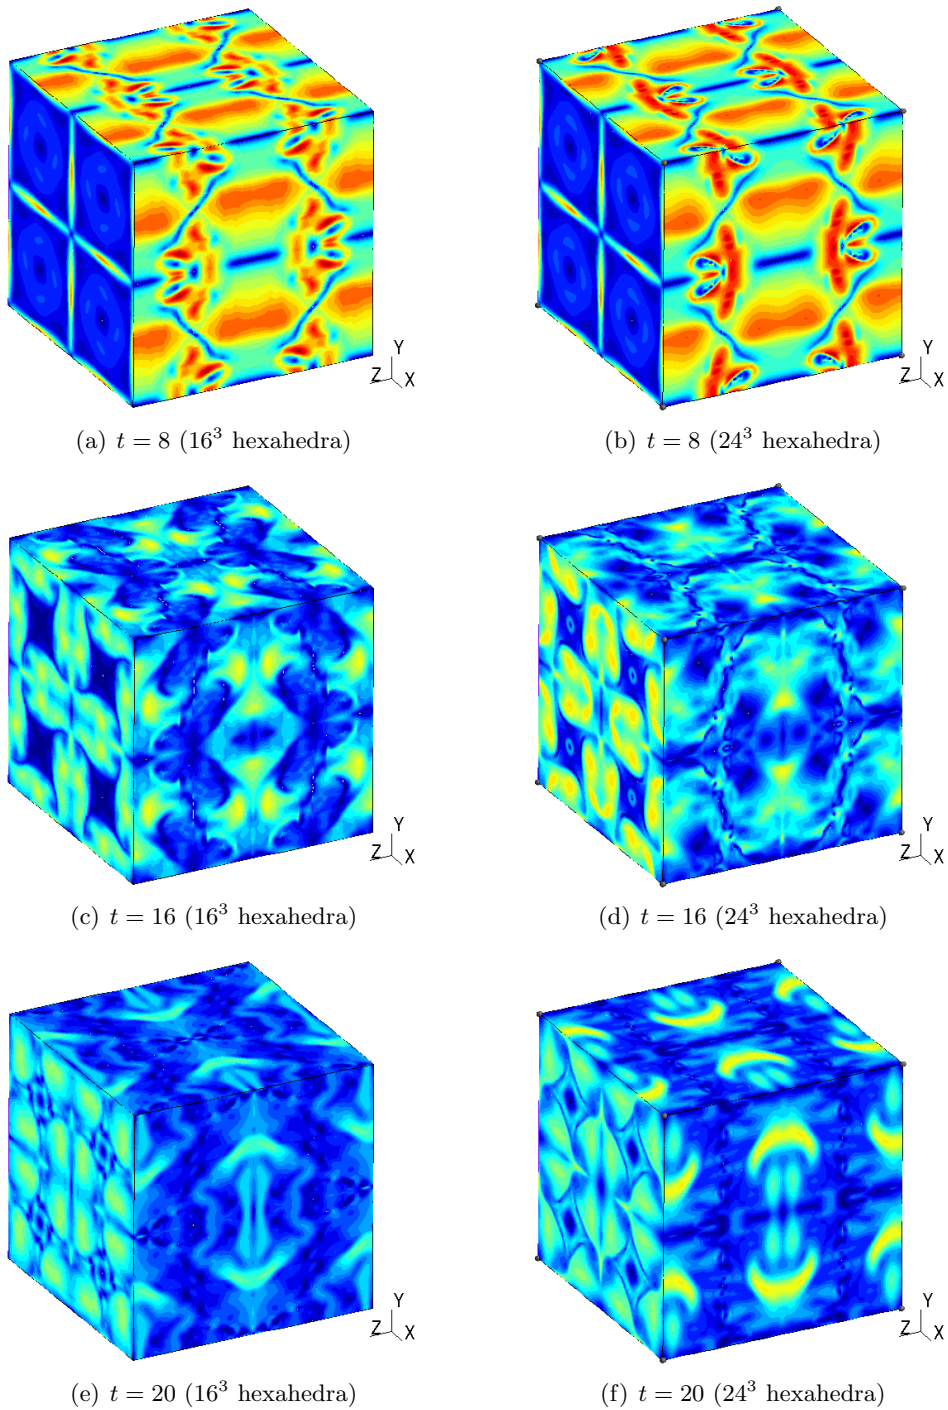 Y
Z X
Y
Z X
(a) t = 8 (16³ hexahedra)
(b) t = 8 (24³ hexahedra)
Y
Z X
Y
Z X
(c) t = 16 (16³ hexahedra)
(d) t = 16 (24³ hexahedra)
Y
Z X
Y
Z X
(e) t = 20 (16³ hexahedra)
(f) t = 20 (24³ hexahedra)